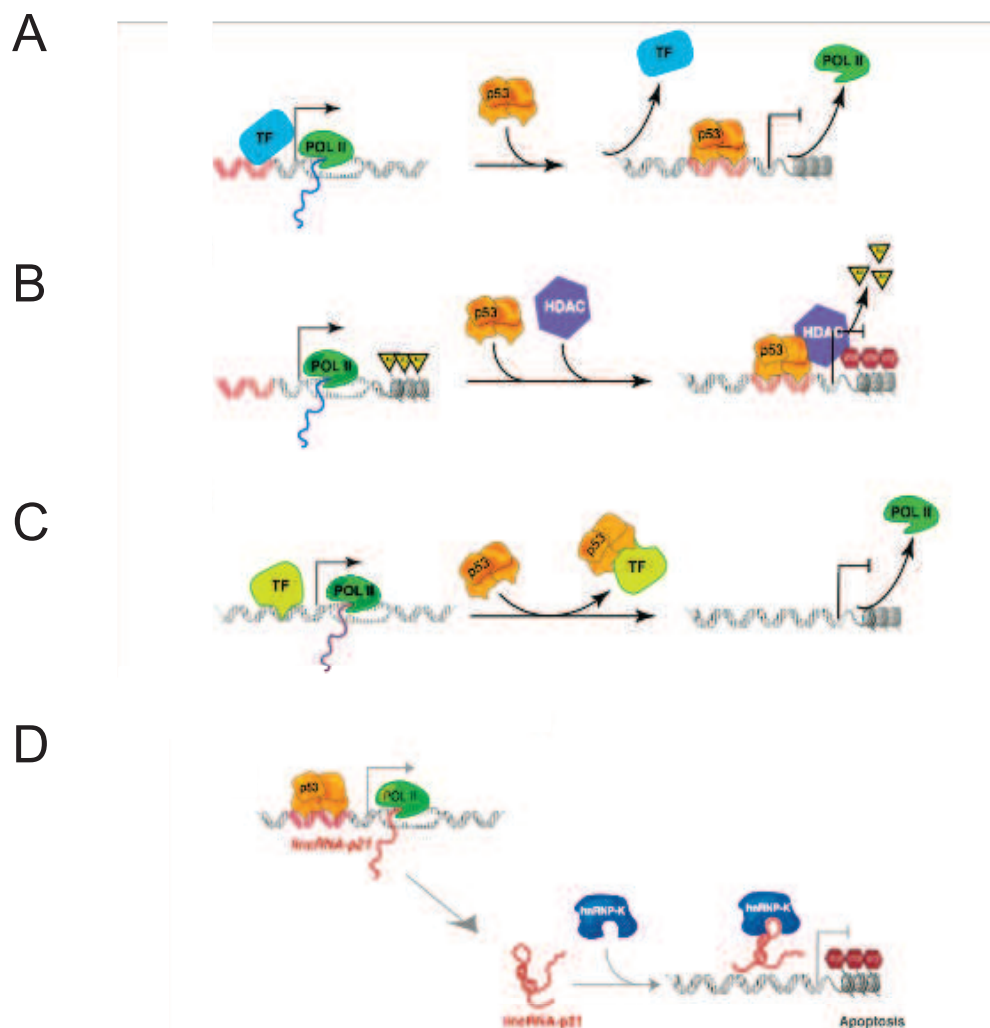 A
TF
POL II
p53
TF
p53
POL II
B
POL II
p53
HDAC
p53
HDAC
C
TF
POL II
p53
p53
TF
POL II
D
p53
POL II
lincRNA-p21
hnRNP-K
lincRNA-p21
hnRNP-K
Apoptosis